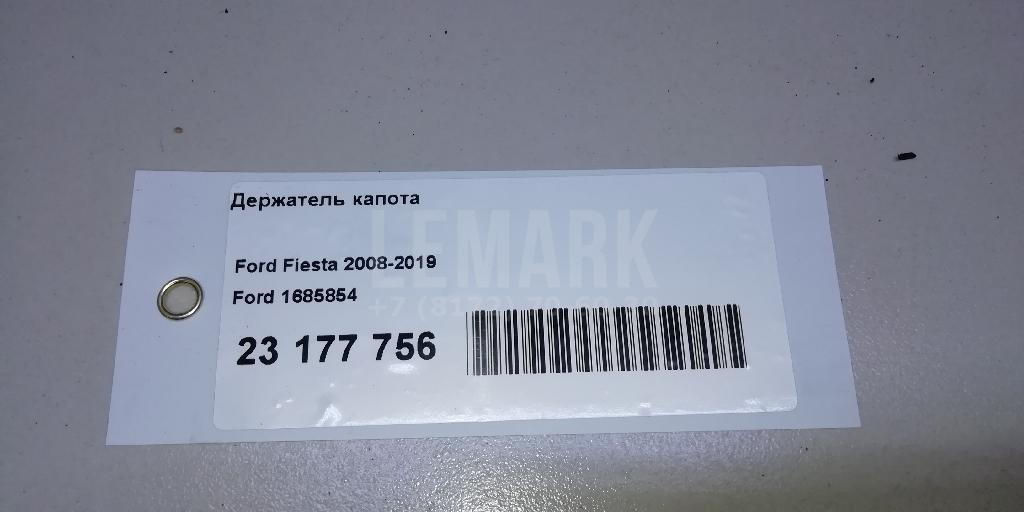 Держатель капота
LEMARK
Ford Fiesta 2008-2019
Ford 1685854
23 177 756